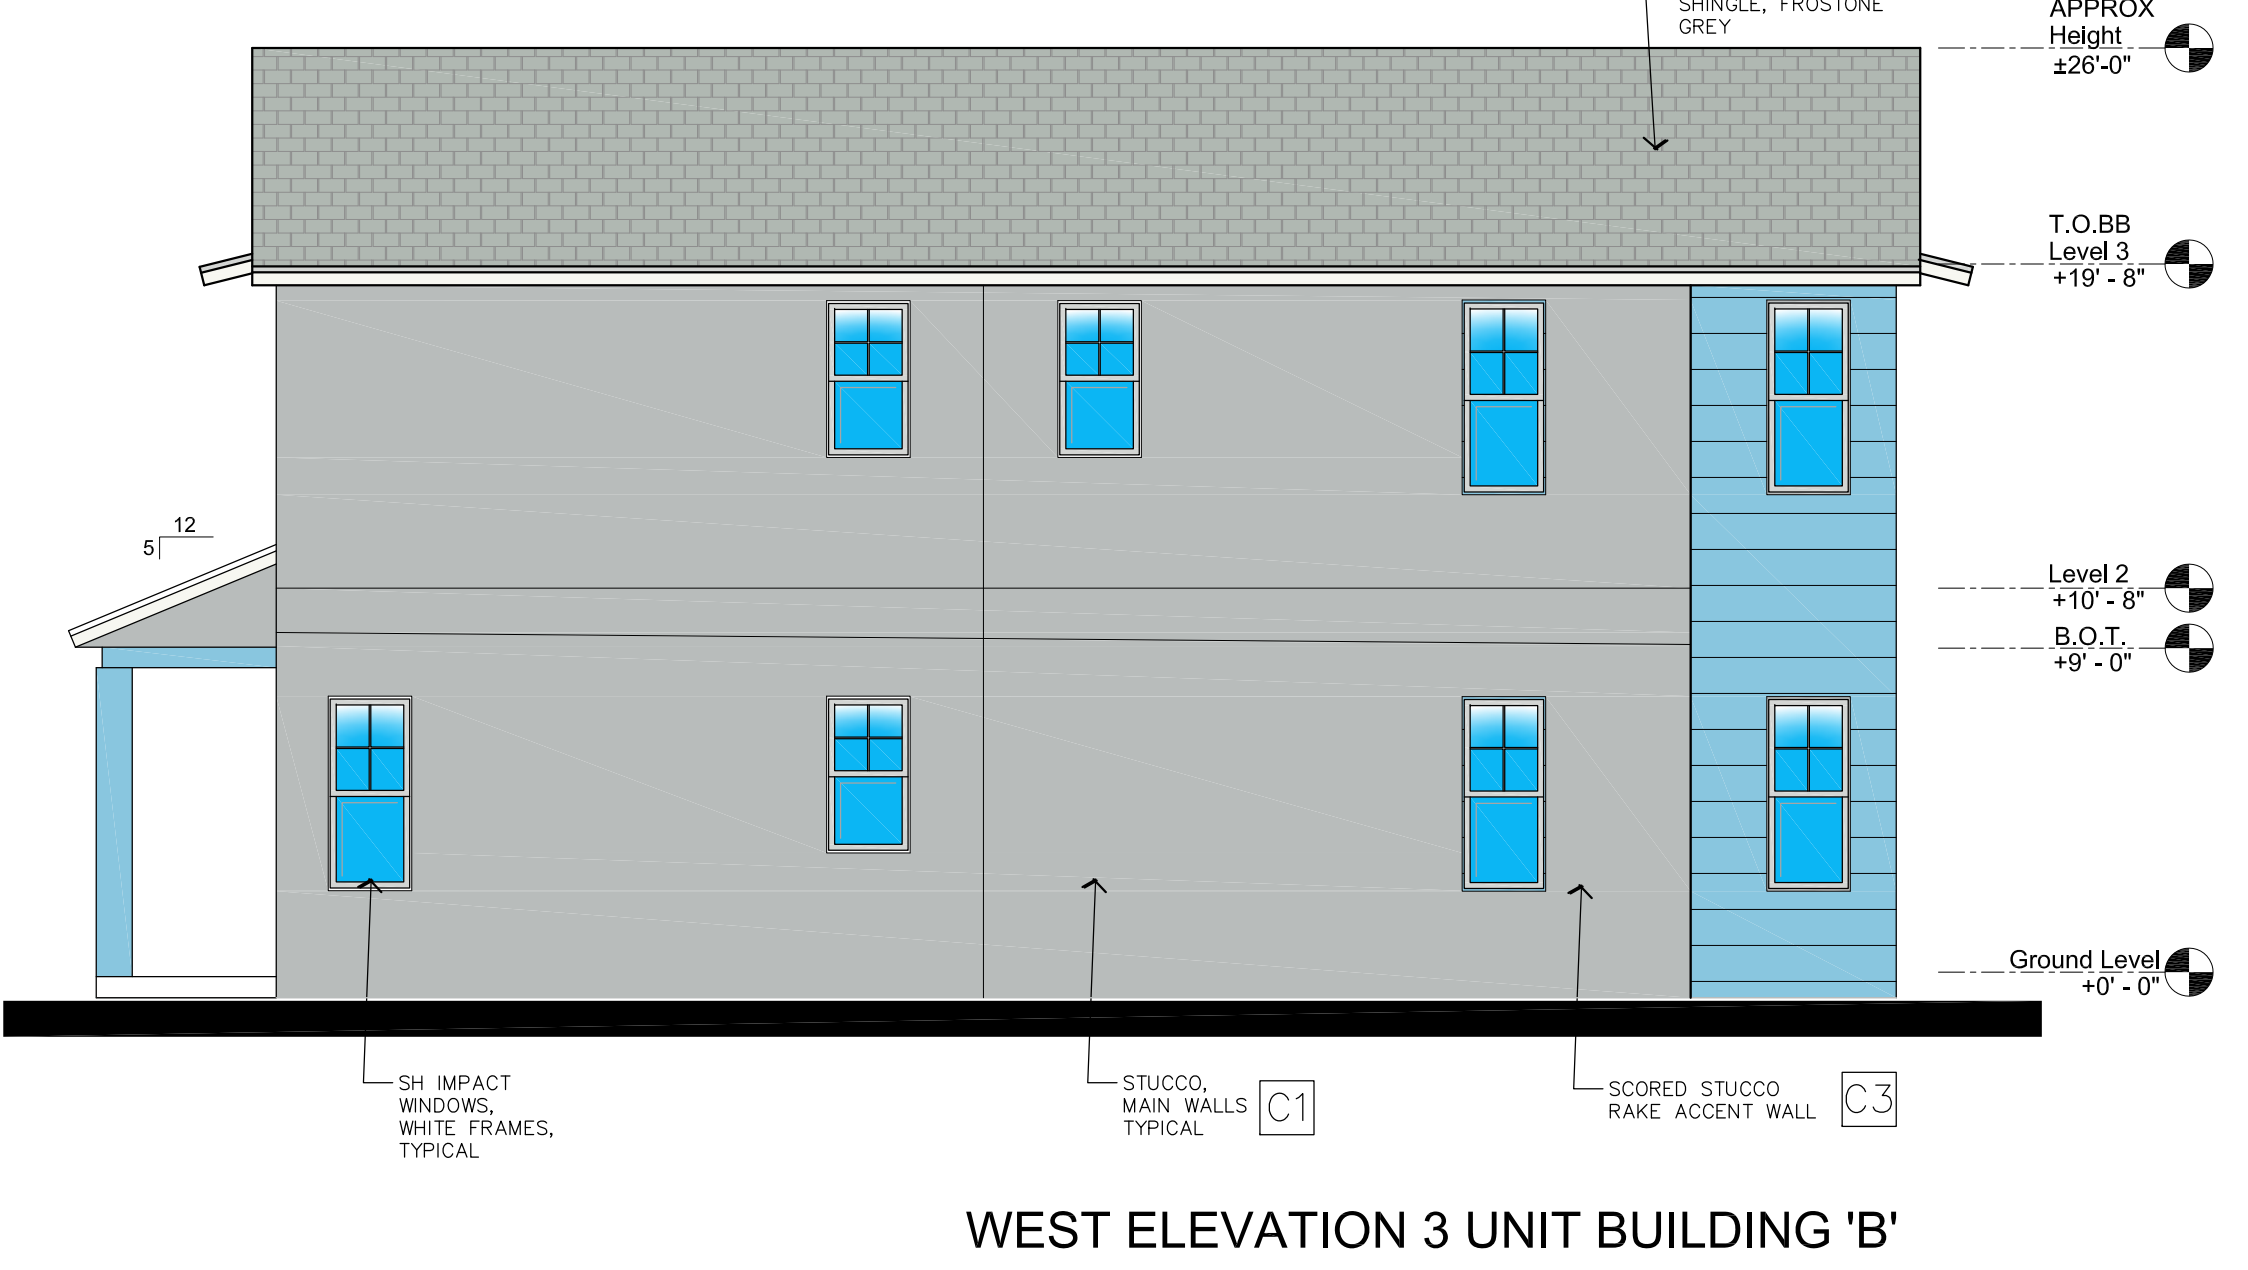 SHINGLE, FROSTONE
GREY
APPROX
Height
±26'-0"
T.O.BB
Level 3
+19' - 8"
12
5
Level 2
+10' - 8"
B.O.T.
+9' - 0"
Ground Level
+0' - 0"
SH IMPACT
WINDOWS,
WHITE FRAMES,
TYPICAL
STUCCO,
MAIN WALLS
TYPICAL
C1
SCORED STUCCO
RAKE ACCENT WALL
C3
WEST ELEVATION 3 UNIT BUILDING 'B'